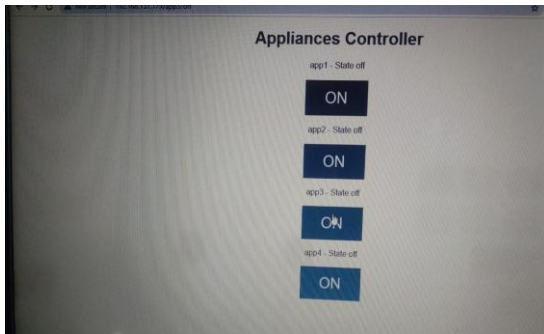 Appliances Controller
app1 - State off
ON
app2 - State off
ON
app3 - State off
ON
app4 - State off
ON